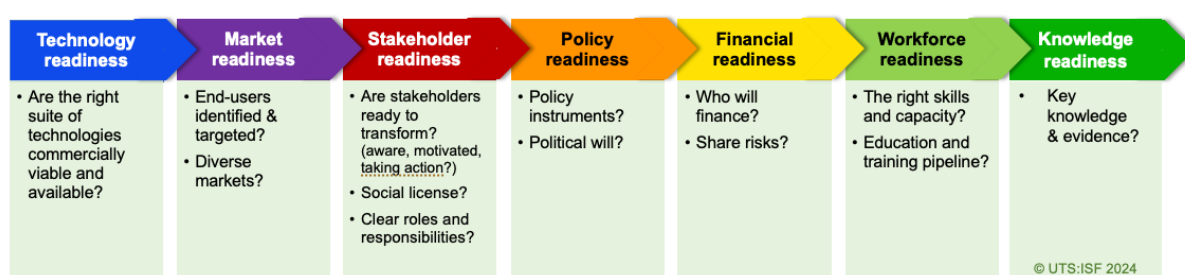 Technology
readiness
Market
readiness
Stakeholder
readiness
Policy
readiness
Financial
readiness
Workforce
readiness
Knowledge
readiness
• Are the right
suite of
technologies
commercially
viable and
available?
• End-users
identified &
targeted?
• Diverse
markets?
• Are stakeholders
ready to
transform?
(aware, motivated,
taking action?)
• Social license?
• Clear roles and
responsibilities?
• Policy
instruments?
• Political will?
• Who will
finance?
• Share risks?
• The right skills
and capacity?
• Education and
training pipeline?
• Key
knowledge
& evidence?
© UTS:ISF 2024